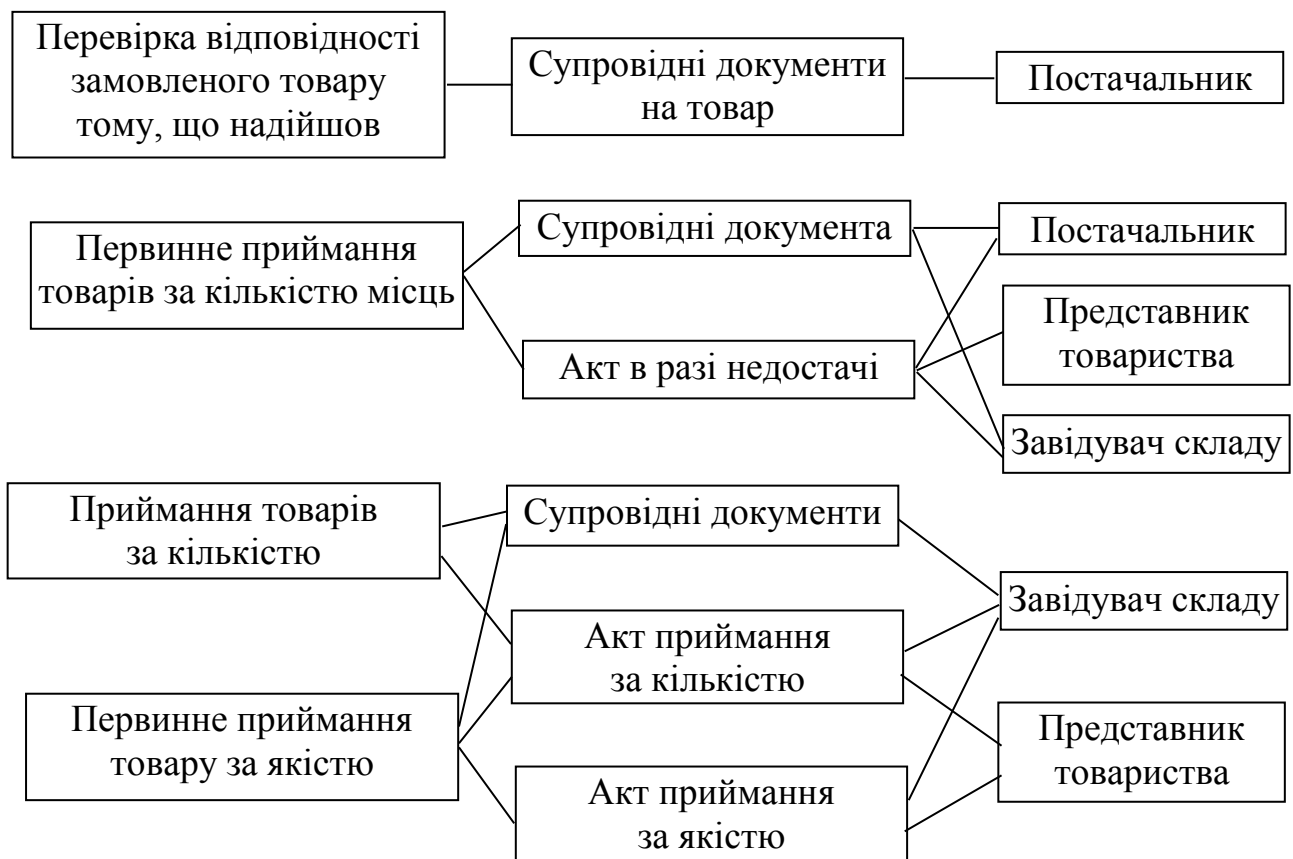 Перевірка відповідності
замовленого товару
тому, що надійшов
Супровідні документи
на товар
Постачальник
Первинне приймання
товарів за кількістю місць
Супровідні документа
Акт в разі недостачі
Постачальник
Представник
товариства
Завідувач складу
Приймання товарів
за кількістю
Первинне приймання
товару за якістю
Супровідні документи
Акт приймання
за кількістю
Акт приймання
за якістю
Завідувач складу
Представник
товариства